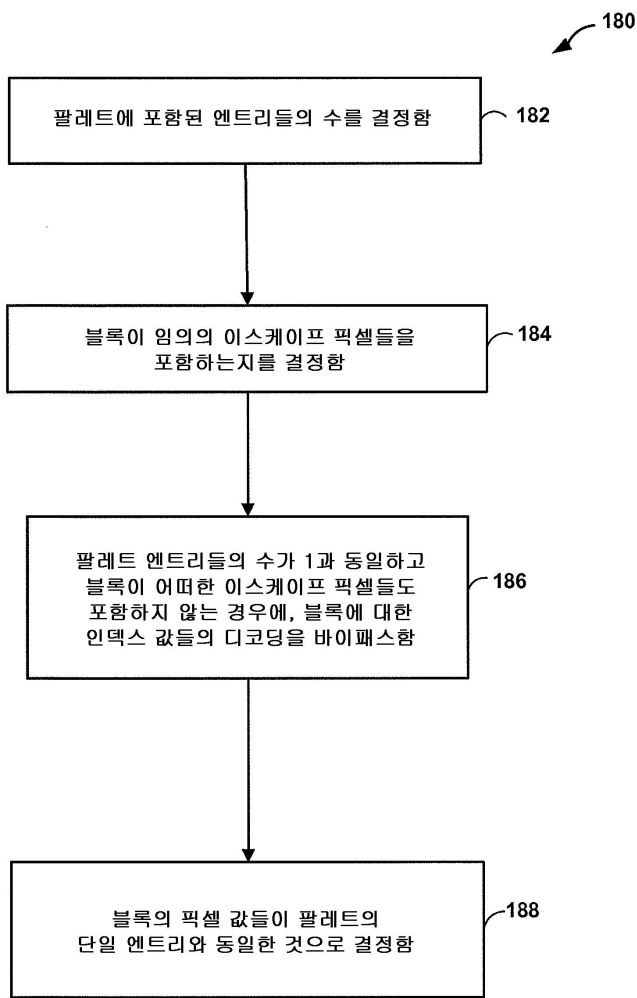 180
팔레트에 포함된 엔트리들의 수를 결정함
182
블록이 임의의 이스케이프 픽셀들을
포함하는지를 결정함
184
팔레트 엔트리들의 수가 1과 동일하고
블록이 어떠한 이스케이프 픽셀들도
포함하지 않는 경우에, 블록에 대한
인덱스 값들의 디코딩을 바이패스함
186
블록의 픽셀 값들이 팔레트의
단일 엔트리와 동일한 것으로 결정함
188